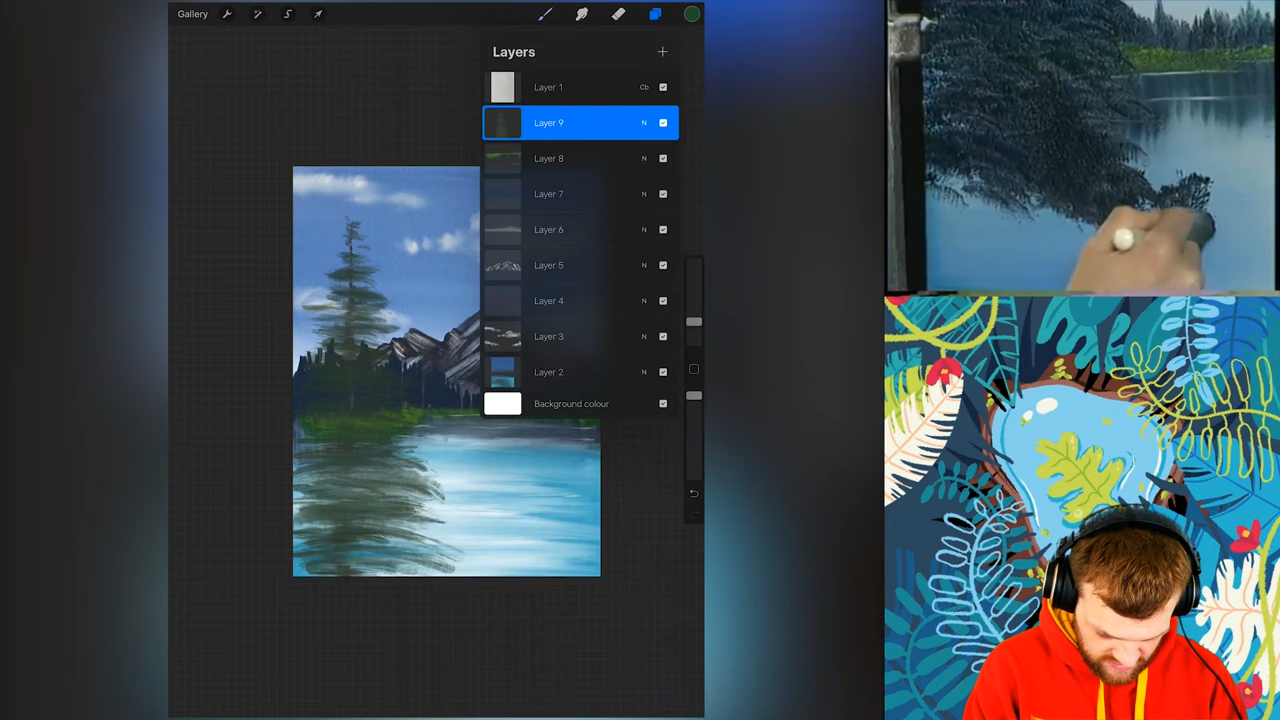 Gallery
Layers
Layer 1 Cb
Layer 9 N
Layer 8 N
Layer 7 N
Layer 6 N
Layer 5 N
Layer 4 N
Layer 3 N
Layer 2 N
Background colour